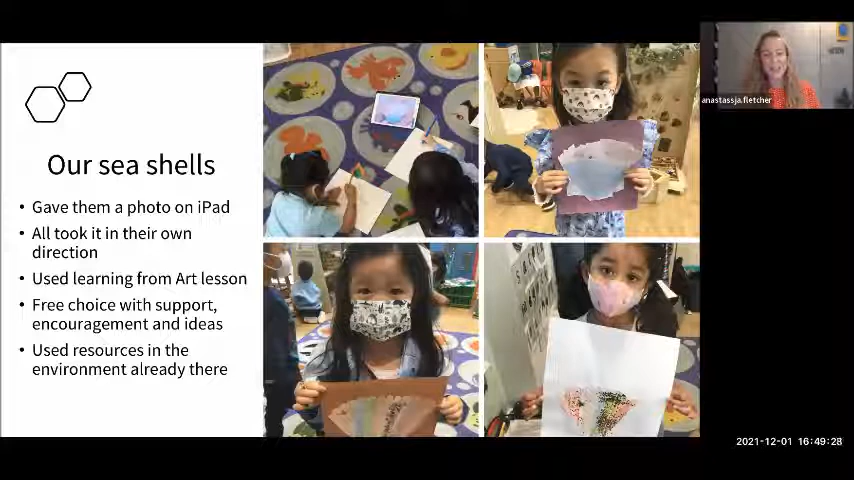 Our sea shells
• Gave them a photo on iPad
• All took it in their own
direction
• Used learning from Art lesson
• Free choice with support,
encouragement and ideas
• Used resources in the
environment already there
anastassja.fletcher
2021-12-01 16:49:28